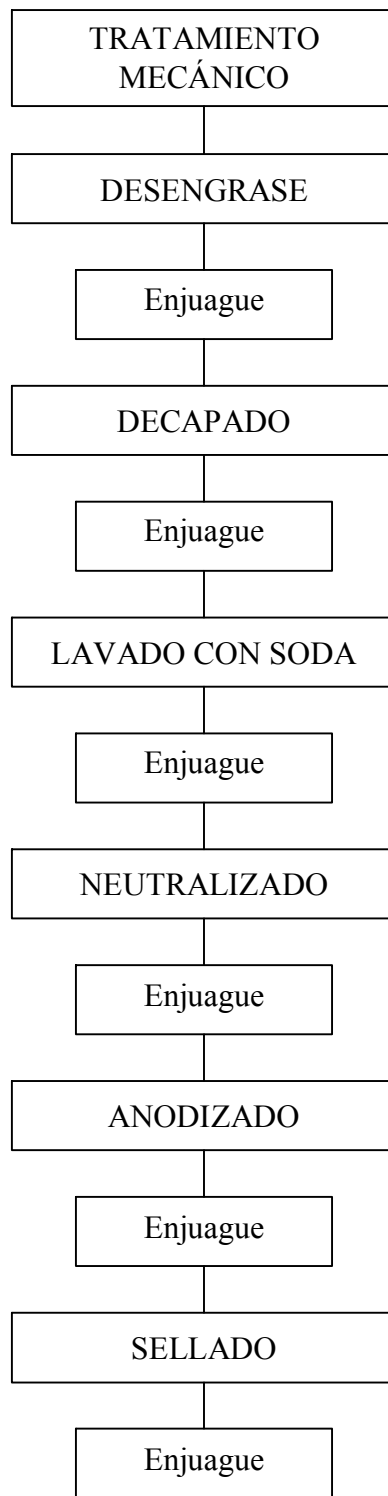 TRATAMIENTO
MECÁNICO
DESENGRASE
Enjuague
DECAPADO
Enjuague
LAVADO CON SODA
Enjuague
NEUTRALIZADO
Enjuague
ANODIZADO
Enjuague
SELLADO
Enjuague